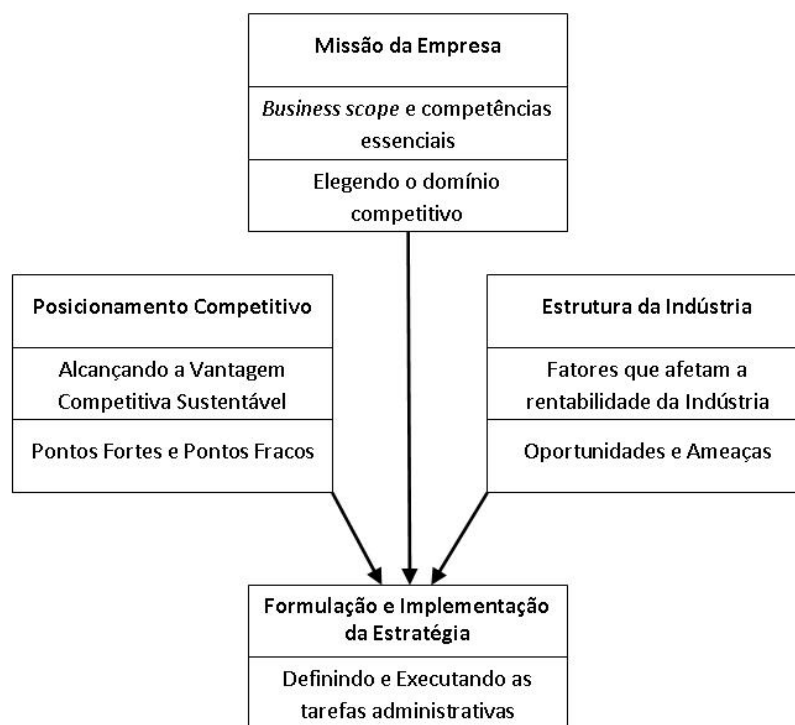 Missão da Empresa
Business scope e competências
essenciais
Elegendo o domínio
competitivo
Posicionamento Competitivo
Alcançando a Vantagem
Competitiva Sustentável
Pontos Fortes e Pontos Fracos
Estrutura da Indústria
Fatores que afetam a
rentabilidade da Indústria
Oportunidades e Ameaças
Formulação e Implementação
da Estratégia
Definindo e Executando as
tarefas administrativas